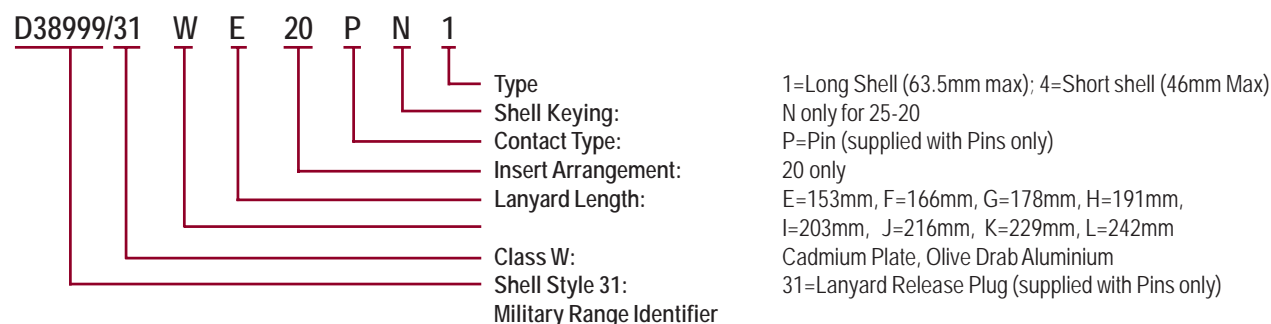 D38999/31 W E 20 P N 1
Type 1=Long Shell (63.5mm max); 4=Short shell (46mm Max)
Shell Keying: N only for 25-20
Contact Type: P=Pin (supplied with Pins only)
Insert Arrangement: 20 only
Lanyard Length: E=153mm, F=166mm, G=178mm, H=191mm,
I=203mm, J=216mm, K=229mm, L=242mm
Class W: Cadmium Plate, Olive Drab Aluminium
Shell Style 31: 31=Lanyard Release Plug (supplied with Pins only)
Military Range Identifier